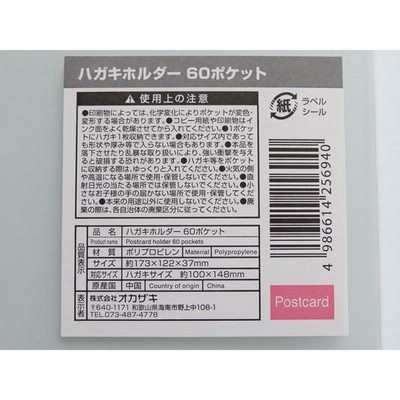 ハガキホルダー 60ポケット
使用上の注意
●印刷物によっては、化学変化によりポケットが変色・
変形する場合があります。●コピー用紙や印刷物はイ
ンク面をよく乾燥させてから入れてください。●1ポケッ
トにハガキ1枚収納できます。●対応サイズ内であって
も形状や厚み等で入らない場合もあります。●本品を
落下させたり乱暴な取り扱いにより、強い衝撃を与え
ると破損する恐れがあります。●ハガキ等をポケット
に収納する時は、ゆっくりと入れてください。●火気の側
や高温になる場所で使用・保管しないでください。●直
射日光の当たる場所では保管しないでください。●小
さなお子様の手の届かない場所で使用・保管してくだ
さい。●本来の用途以外に使用しないでください。●廃
棄の際は、各自治体の廃棄区分に従ってください。
紙
ラベル
シール
4 986614 256940
品質表示
品名 ハガキホルダー 60ポケット
Product name Postcard holder 60 pockets
材質 ポリプロピレン Material Polypropylene
サイズ 約173×122×37mm
対応サイズ ハガキサイズ 約100×148mm
原産国 中国 Country of origin China
表示者 株式会社 オカザキ
〒640-1171 和歌山県海南市野上中108-1
TEL.073-487-4778
Postcard